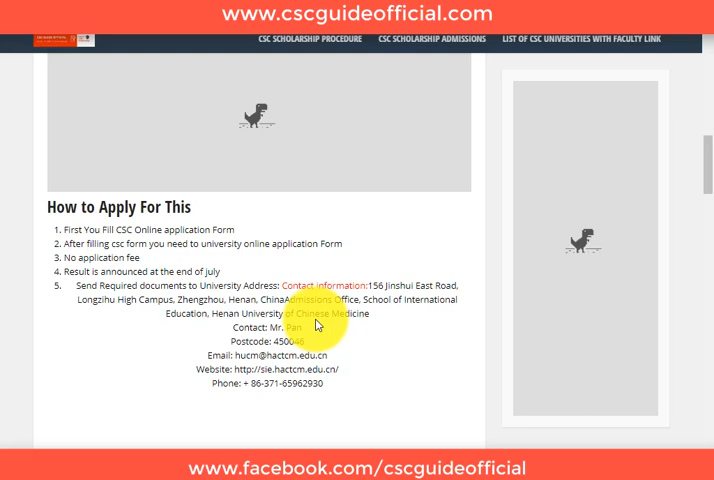 www.cscguideofficial.com
CSC SCHOLARSHIP PROCEDURE CSC SCHOLARSHIP ADMISSIONS LIST OF CSC UNIVERSITIES WITH FACULTY LINK
How to Apply For This
1. First You Fill CSC Online application Form
2. After filling csc form you need to university online application Form
3. No application fee
4. Result is announced at the end of july
5. Send Required documents to University Address: Contact information:156 Jinshui East Road,
Longzihu High Campus, Zhengzhou, Henan, ChinaAdmissions Office, School of International
Education, Henan University of Chinese Medicine
Contact: Mr. Pan
Postcode: 450046
Email: hucm@hactcm.edu.cn
Website: http://sie.hactcm.edu.cn/
Phone: + 86-371-65962930
www.facebook.com/cscguideofficial